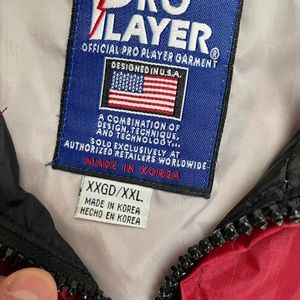 PRO
PLAYER®
OFFICIAL PRO PLAYER GARMENT
DESIGNED IN U.S.A.
A COMBINATION OF
DESIGN, TECHNIQUE,
AND TECHNOLOGY...
SOLD EXCLUSIVELY AT
AUTHORIZED RETAILERS WORLDWIDE
MADE IN KOREA
XXGD/XXL
MADE IN KOREA
HECHO EN KOREA